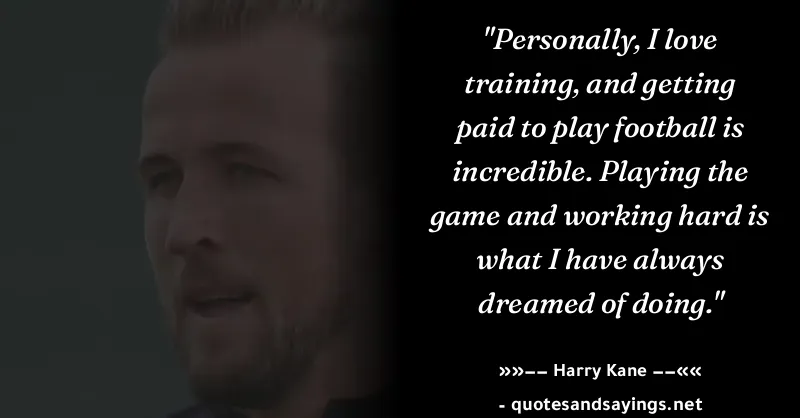 "Personally, I love
training, and getting
paid to play football is
incredible. Playing the
game and working hard is
what I have always
dreamed of doing."
»»−− Harry Kane −−««
- quotesandsayings.net